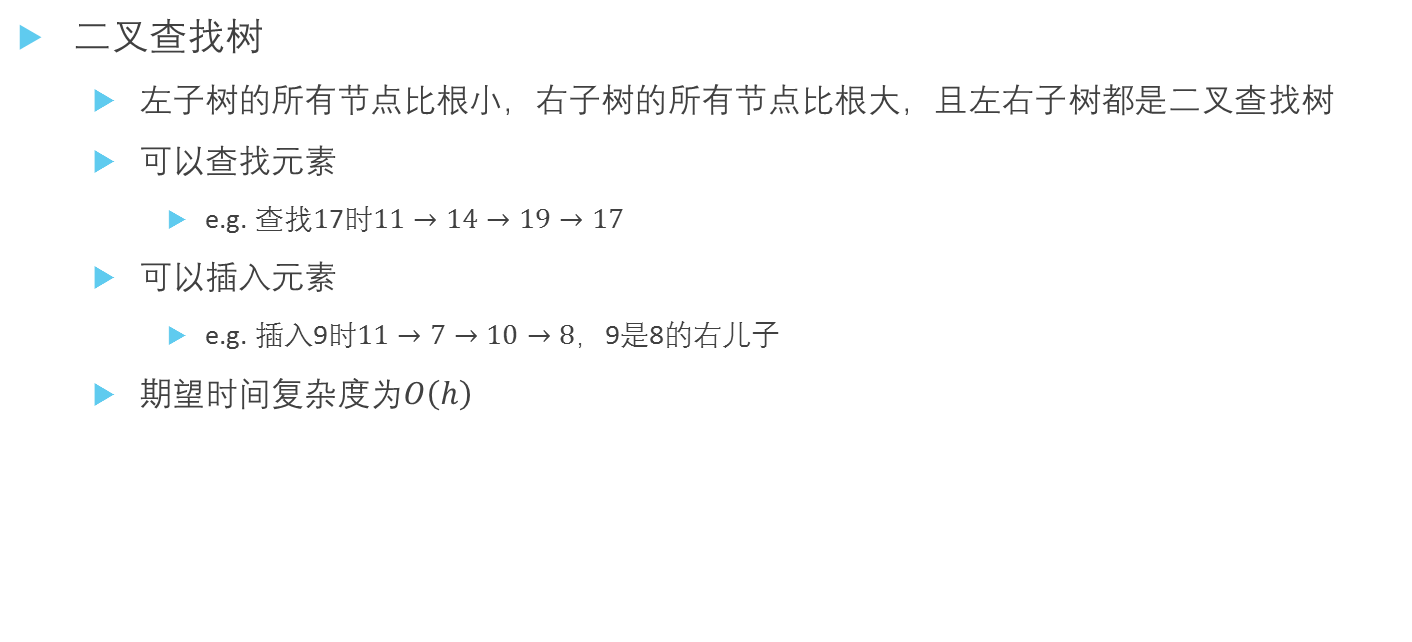 二叉查找树
左子树的所有节点比根小，右子树的所有节点比根大，且左右子树都是二叉查找树
可以查找元素
e.g. 查找17时11 → 14 → 19 → 17
可以插入元素
e.g. 插入9时11 → 7 → 10 → 8，9是8的右儿子
期望时间复杂度为O(h)